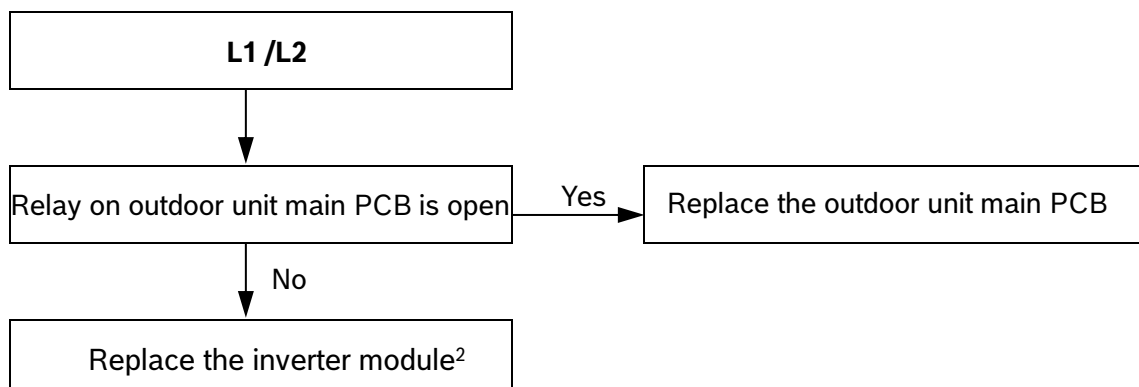 L1 /L2
Relay on outdoor unit main PCB is open
Yes
Replace the outdoor unit main PCB
No
Replace the inverter module²